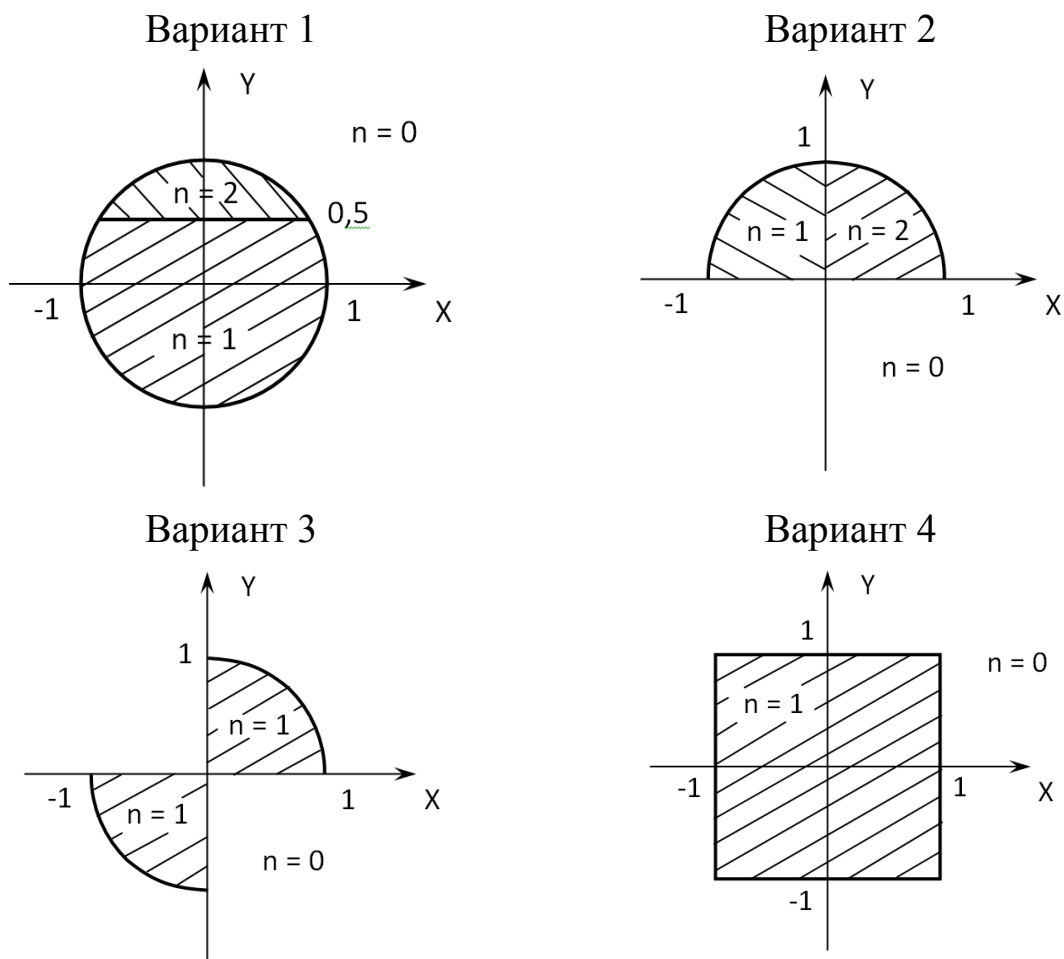 Вариант 1
Y
n = 0
n = 2
0,5
-1
1
X
n = 1
Вариант 2
Y
1
n = 1
n = 2
-1
1
X
n = 0
Вариант 3
Y
1
n = 1
-1
1
X
n = 1
n = 0
Вариант 4
Y
1
n = 0
n = 1
-1
1
X
-1